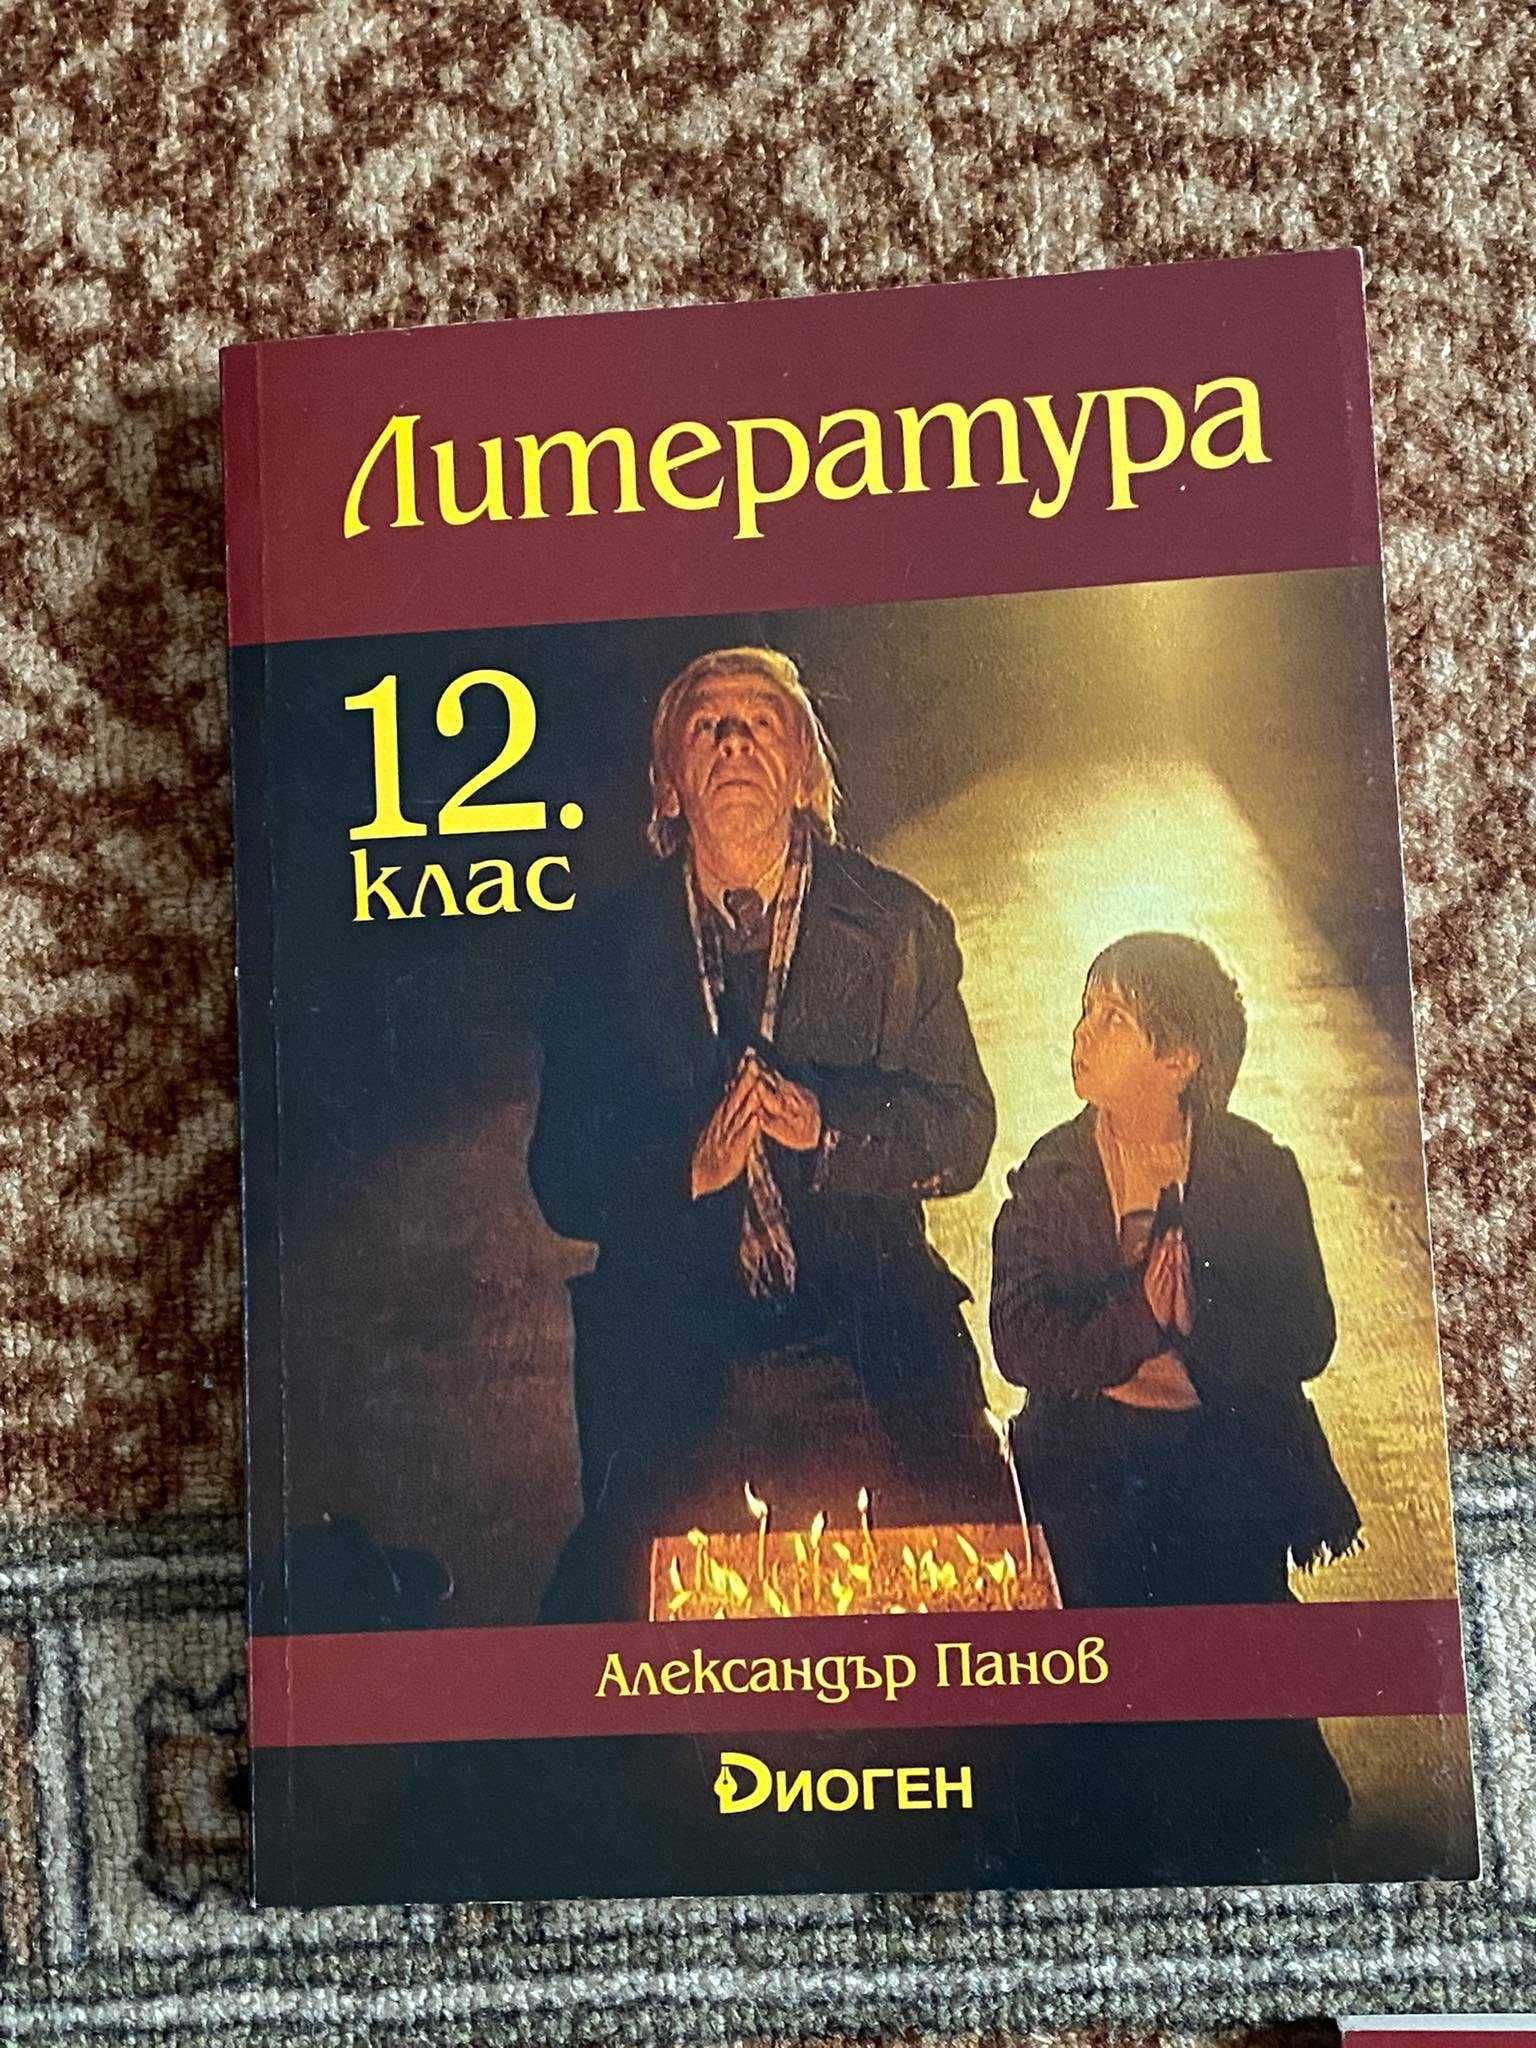 Литература
12.
клас
Александър Панов
Диоген